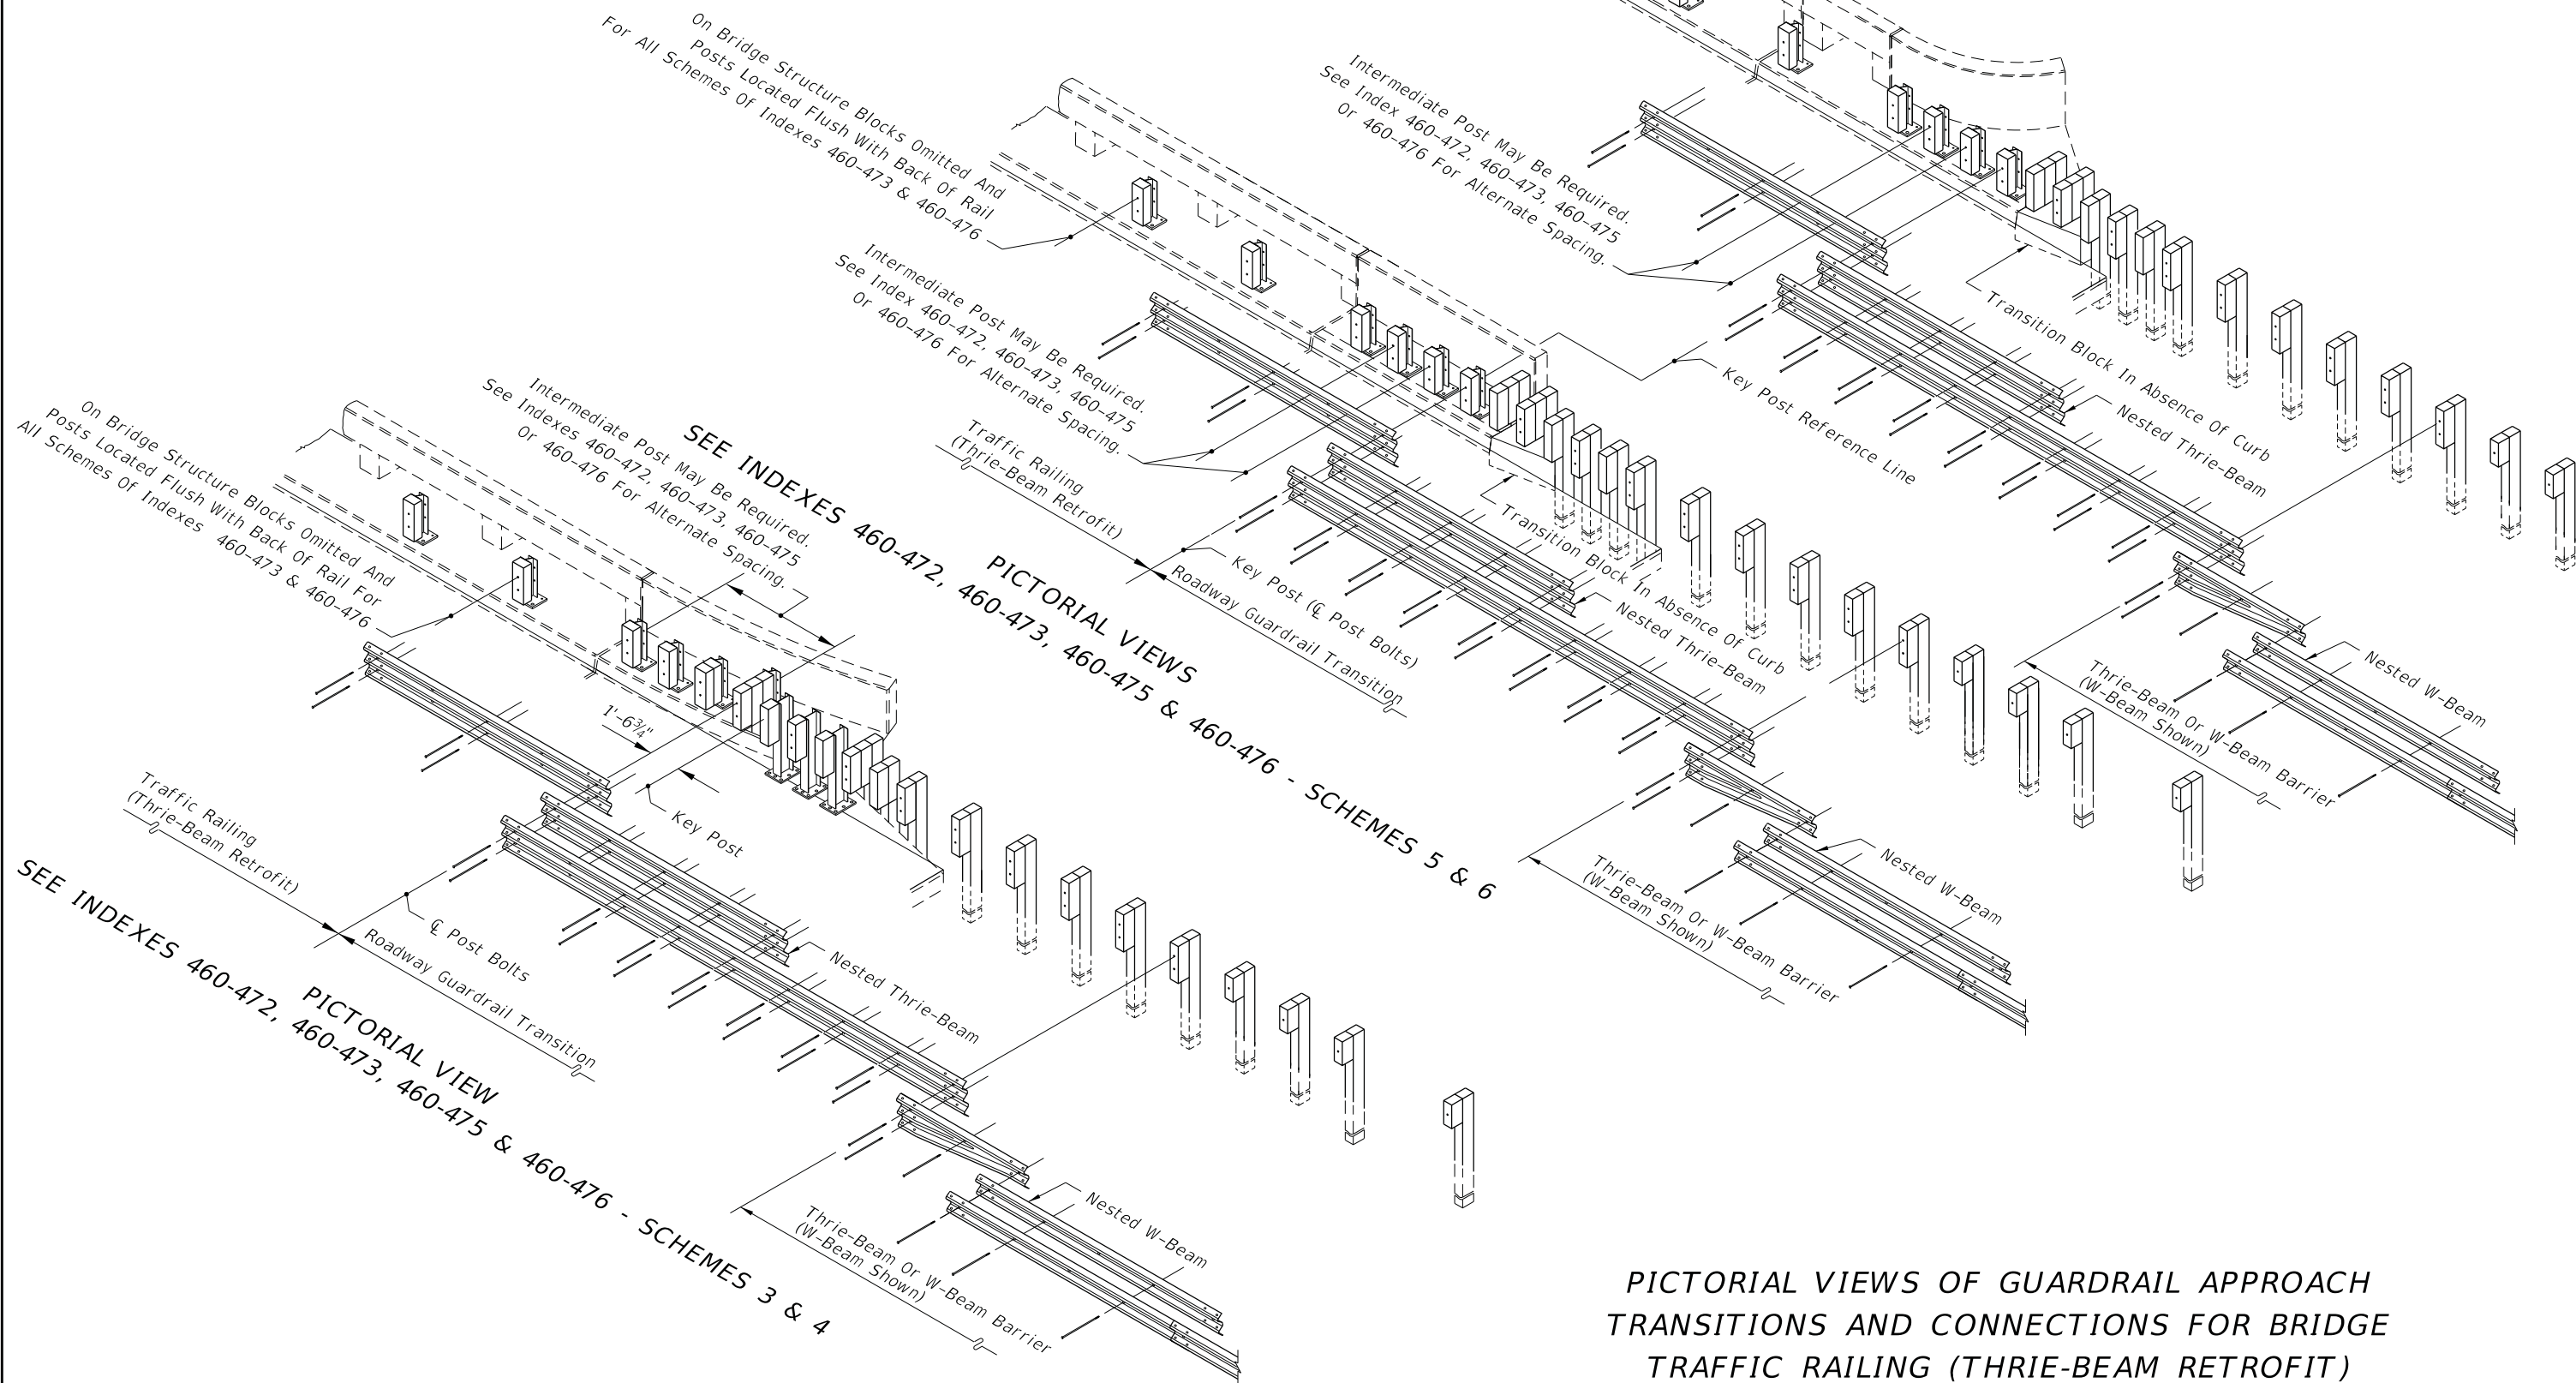 On Bridge Structure Blocks Omitted And
Posts Located Flush With Back Of Rail
For All Schemes Of Indexes 460-473 & 460-476
Intermediate Post May Be Required.
See Index 460-472, 460-473, 460-475
Or 460-476 For Alternate Spacing.
Transition Block In Absence Of Curb
Nested Thrie-Beam
Key Post Reference Line
Nested W-Beam
Thrie-Beam Or W-Beam Barrier
(W-Beam Shown)
Intermediate Post May Be Required.
See Index 460-472, 460-473, 460-475
Or 460-476 For Alternate Spacing.
Traffic Railing
(Thrie-Beam Retrofit)
Key Post (℄ Post Bolts)
Roadway Guardrail Transition
Transition Block In Absence Of Curb
Nested Thrie-Beam
Nested W-Beam
Thrie-Beam Or W-Beam Barrier
(W-Beam Shown)
PICTORIAL VIEWS
SEE INDEXES 460-472, 460-473, 460-475 & 460-476 - SCHEMES 5 & 6
On Bridge Structure Blocks Omitted And
Posts Located Flush With Back Of Rail For
All Schemes Of Indexes 460-473 & 460-476
Intermediate Post May Be Required.
See Indexes 460-472, 460-473, 460-475
Or 460-476 For Alternate Spacing.
1'-6¾"
Key Post
Traffic Railing
(Thrie-Beam Retrofit)
℄ Post Bolts
Roadway Guardrail Transition
Nested Thrie-Beam
Nested W-Beam
Thrie-Beam Or W-Beam Barrier
(W-Beam Shown)
PICTORIAL VIEW
SEE INDEXES 460-472, 460-473, 460-475 & 460-476 - SCHEMES 3 & 4
PICTORIAL VIEWS OF GUARDRAIL APPROACH
TRANSITIONS AND CONNECTIONS FOR BRIDGE
TRAFFIC RAILING (THRIE-BEAM RETROFIT)